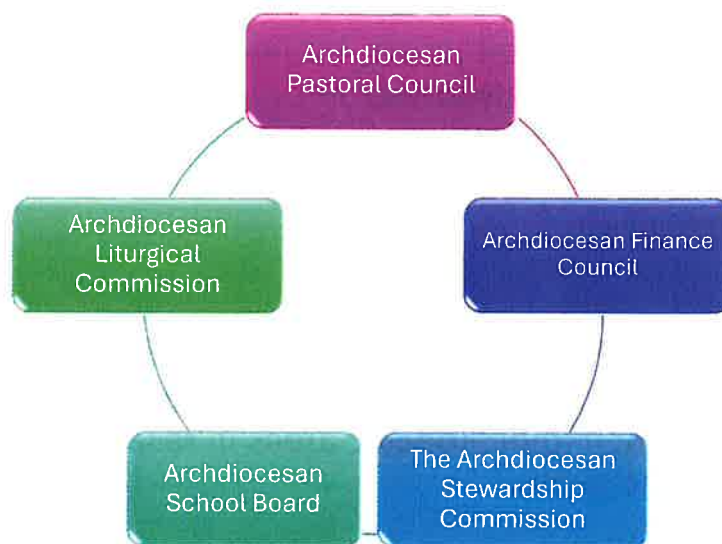 Archdiocesan
Pastoral Council
Archdiocesan Finance
Council
The Archdiocesan
Stewardship
Commission
Archdiocesan
School Board
Archdiocesan
Liturgical
Commission